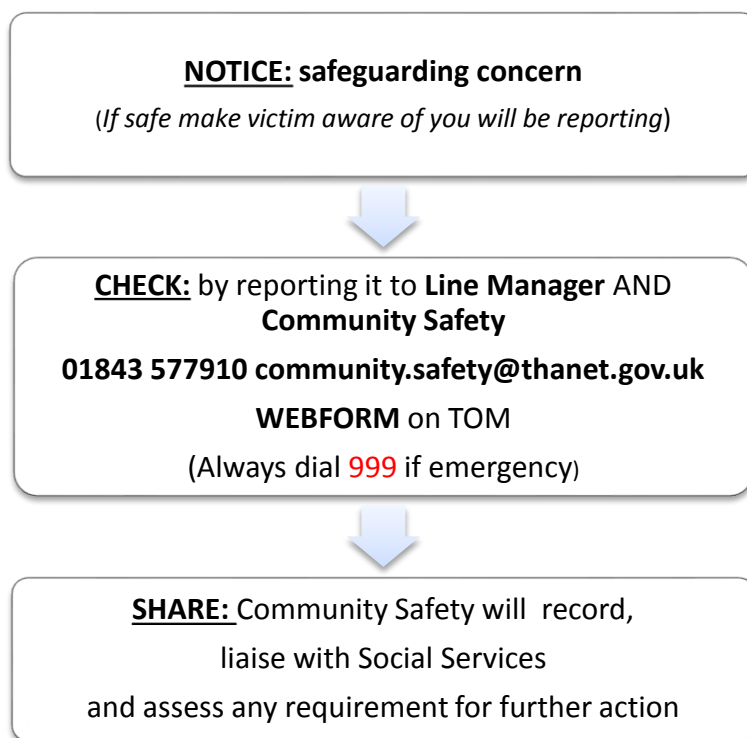 NOTICE: safeguarding concern
(If safe make victim aware of you will be reporting)
CHECK: by reporting it to Line Manager AND
Community Safety
01843 577910 community.safety@thanet.gov.uk
WEBFORM on TOM
(Always dial 999 if emergency)
SHARE: Community Safety will record,
liaise with Social Services
and assess any requirement for further action